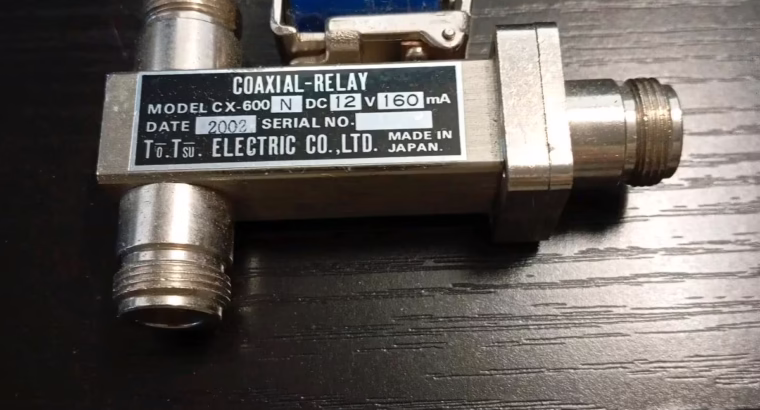 COAXIAL-RELAY
MODEL CX-600 N DC 12 V 160 mA
DATE 2002 SERIAL NO.
To.Tsu. ELECTRIC CO.,LTD. MADE IN JAPAN.